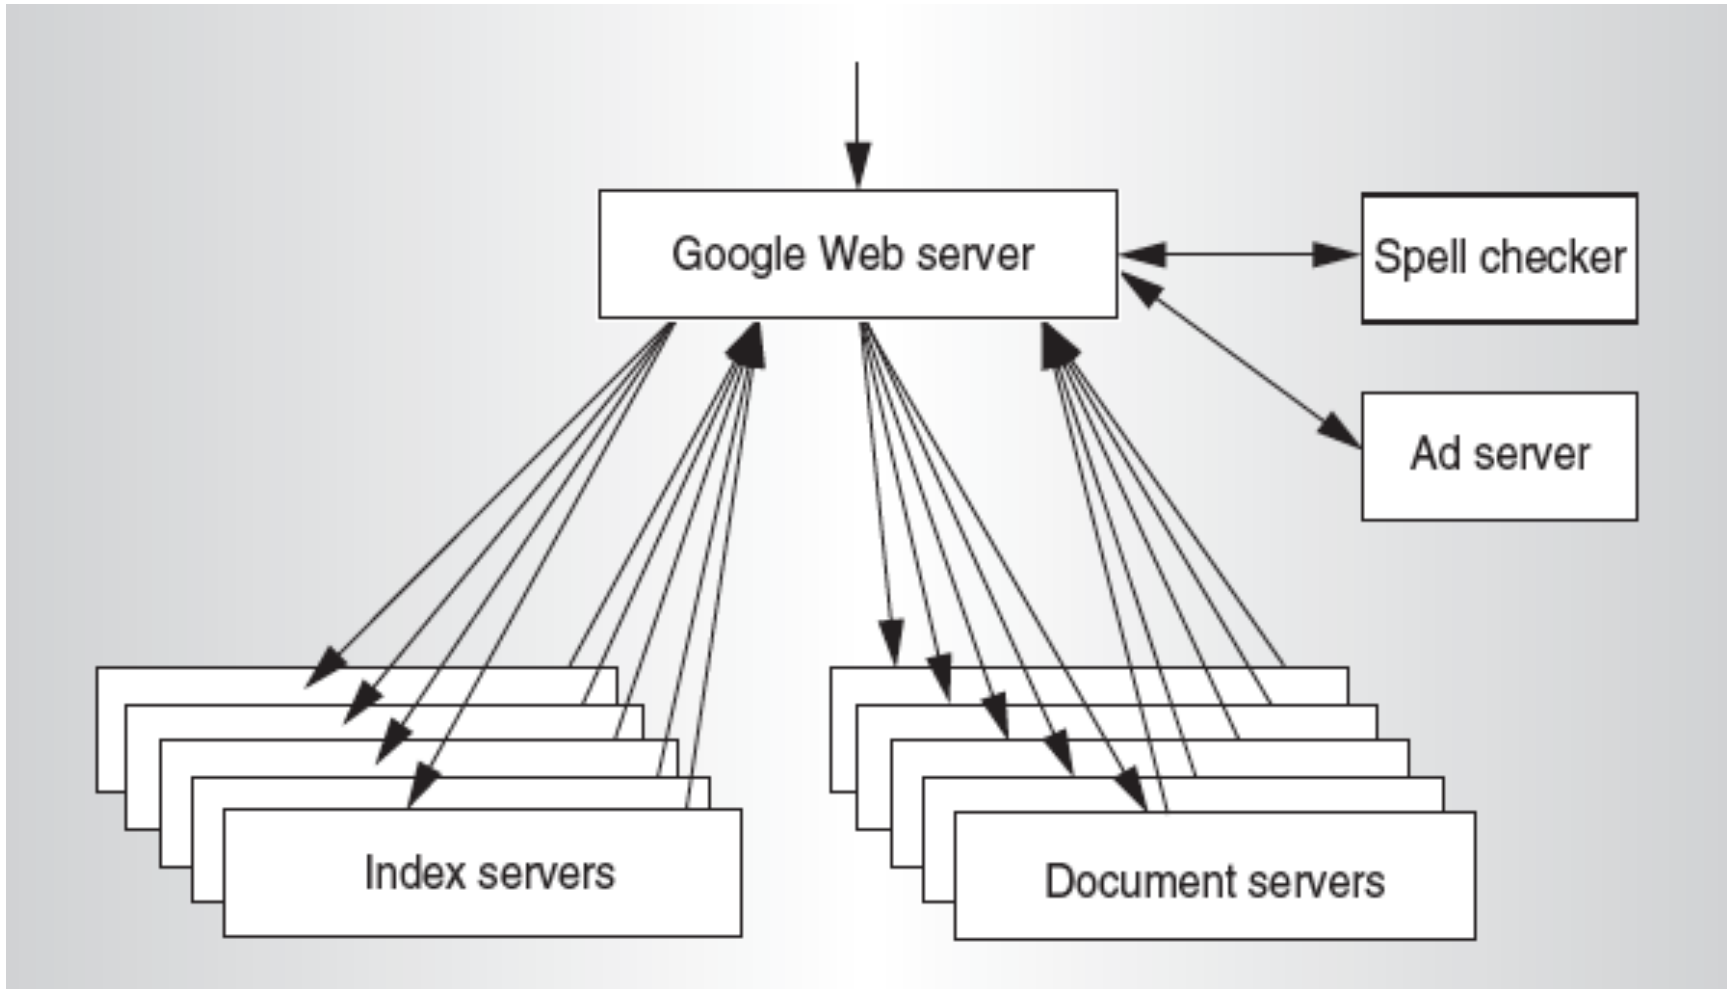 Google Web server
Spell checker
Ad server
Index servers
Document servers